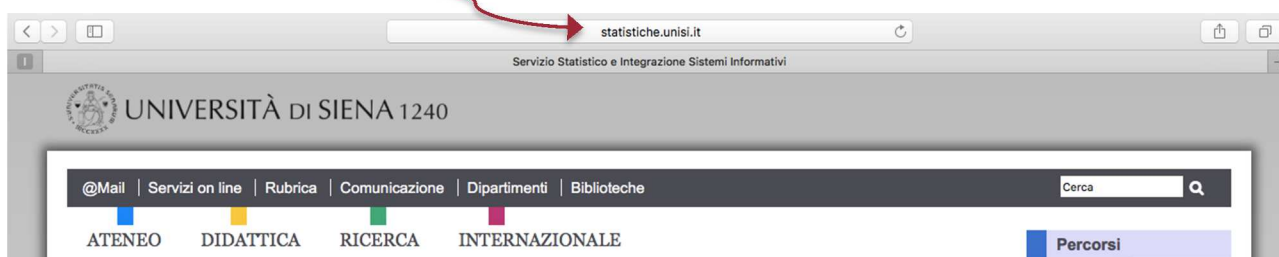 statistiche.unisi.it
Servizio Statistico e Integrazione Sistemi Informativi
UNIVERSITÀ DI SIENA 1240
@Mail | Servizi on line | Rubrica | Comunicazione | Dipartimenti | Biblioteche
Cerca
ATENEO DIDATTICA RICERCA INTERNAZIONALE
Percorsi